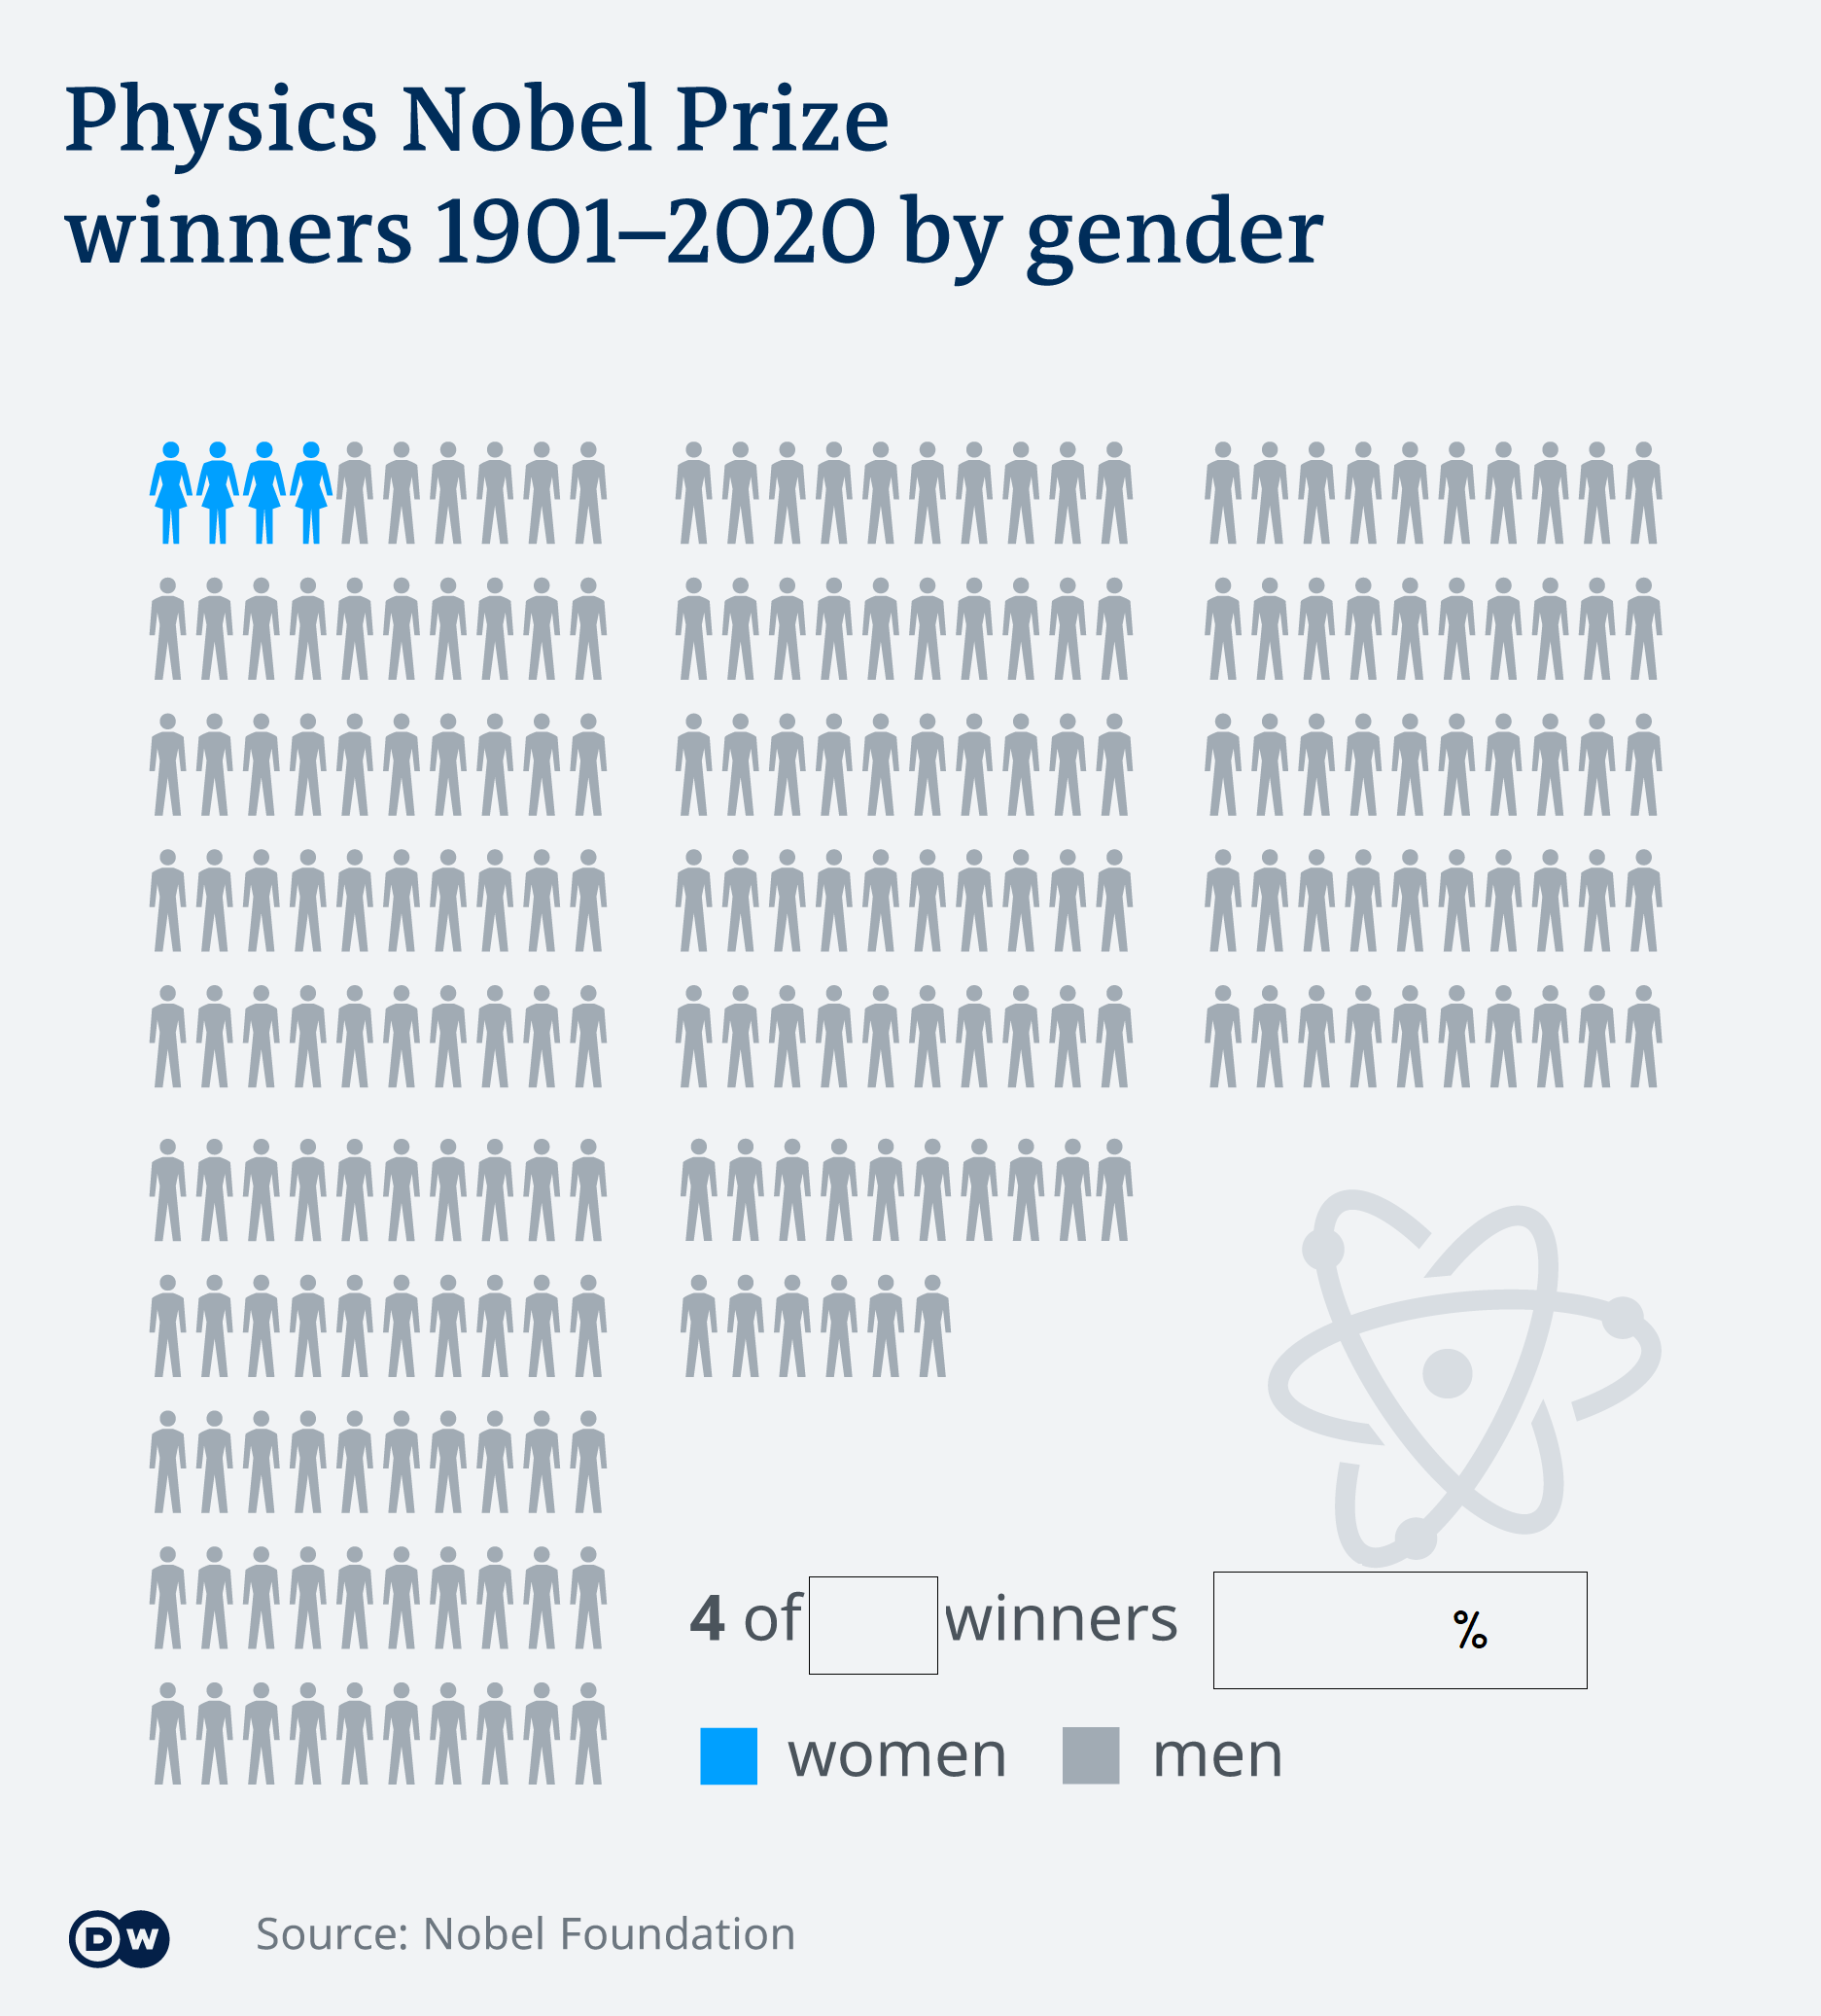 Physics Nobel Prize
winners 1901–2020 by gender
4 of winners %
women men
DW Source: Nobel Foundation